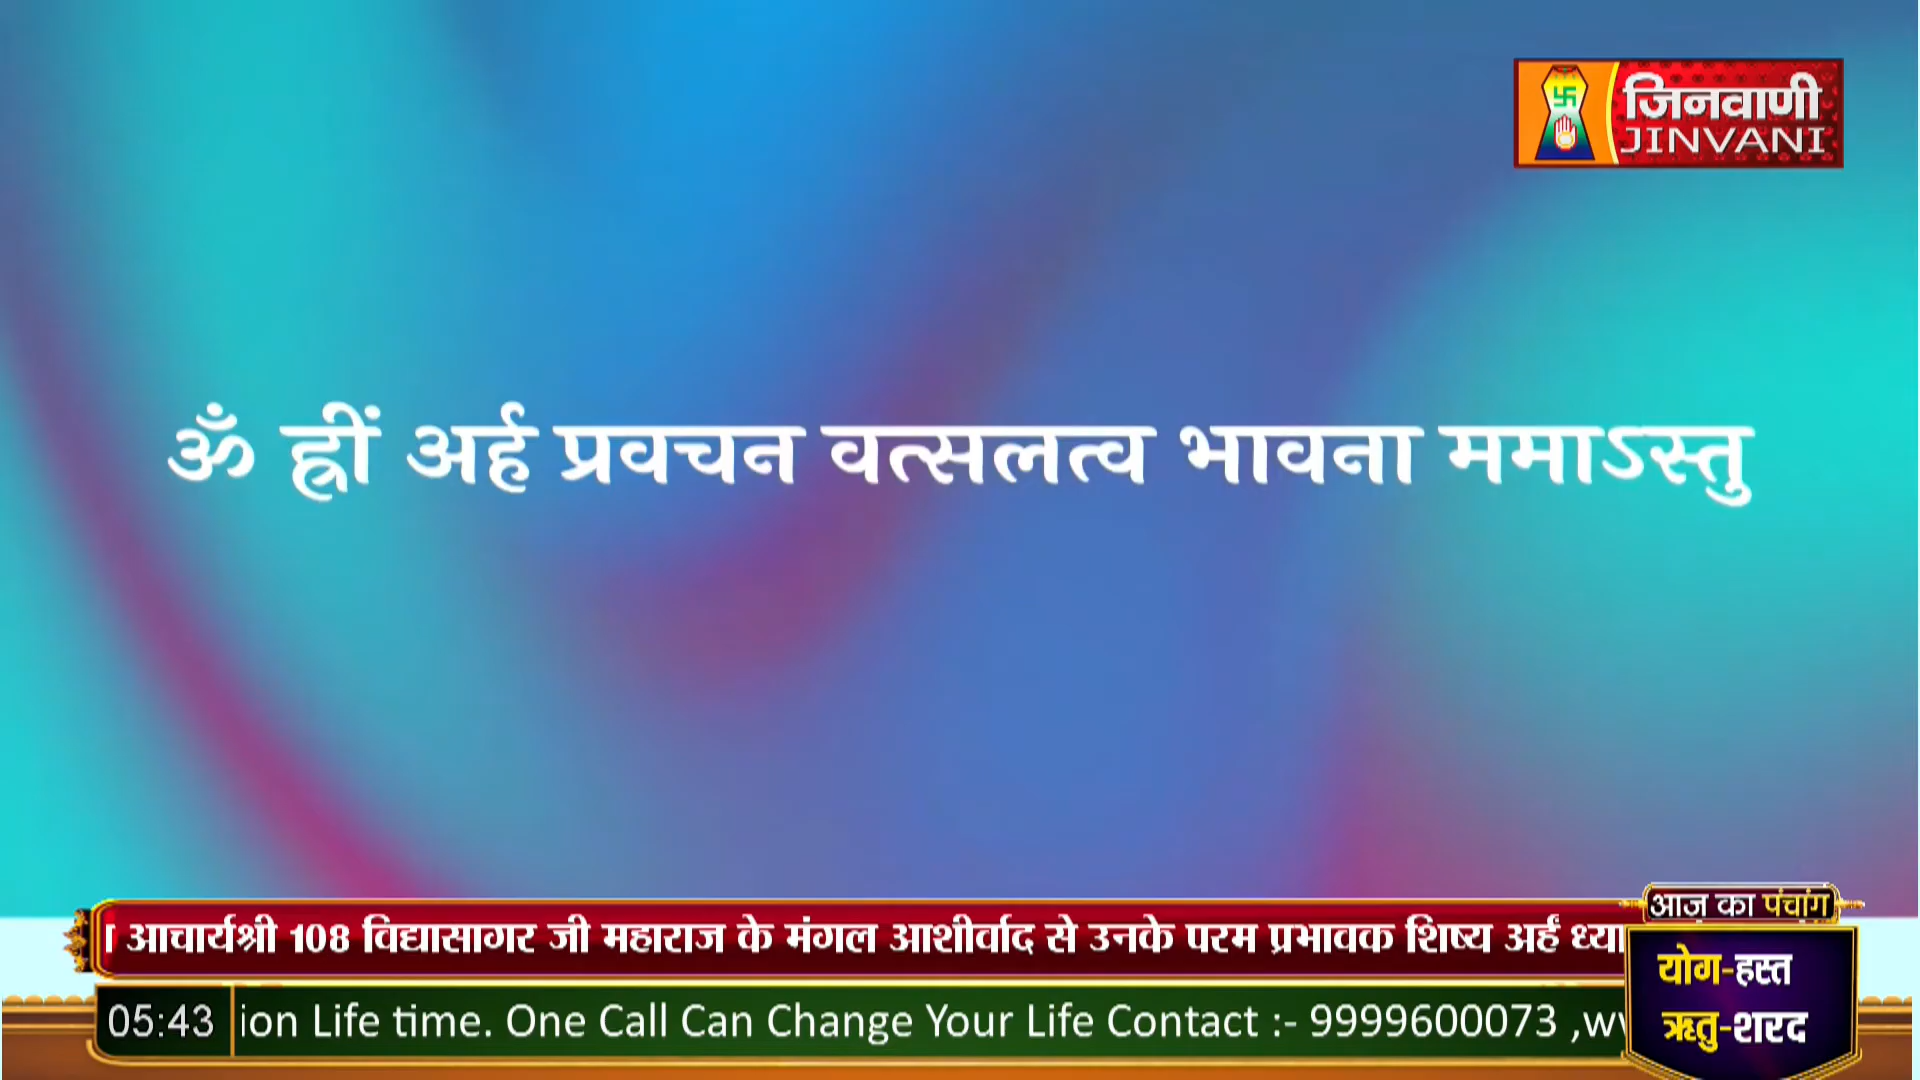 जिनवाणी
JINVANI
ॐ ह्रीं अर्ह प्रवचन वत्सलत्व भावना ममाऽस्तु
आज का पंचांग
। आचार्यश्री 108 विद्यासागर जी महाराज के मंगल आशीर्वाद से उनके परम प्रभावक शिष्य अर्हं ध्या
योग-हस्त
05:43 ion Life time. One Call Can Change Your Life Contact :- 9999600073 ,w
ऋतु-शरद